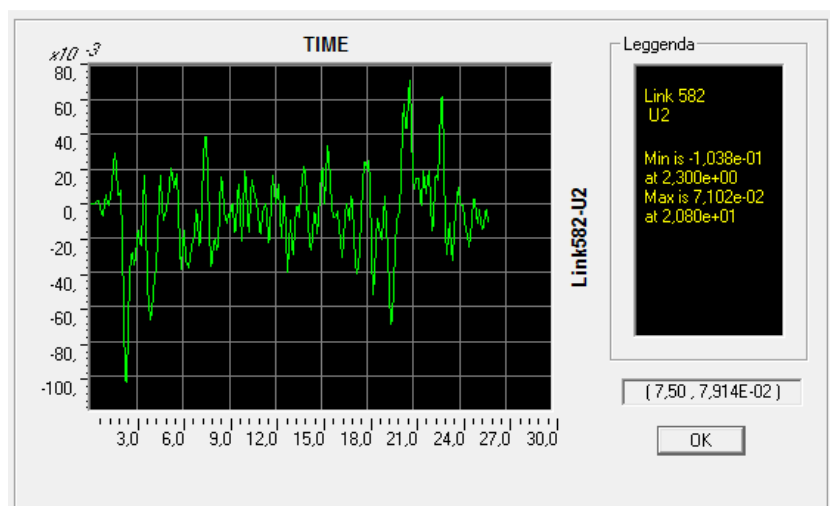 TIME
x10 -3
80,
60,
40,
20,
0,
-20,
-40,
-60,
-80,
-100,
3,0 6,0 9,0 12,0 15,0 18,0 21,0 24,0 27,0 30,0
Link582-U2
Leggenda
Link 582
U2
Min is -1,038e-01
at 2,300e+00
Max is 7,102e-02
at 2,080e+01
( 7,50 , 7,914E-02 )
OK